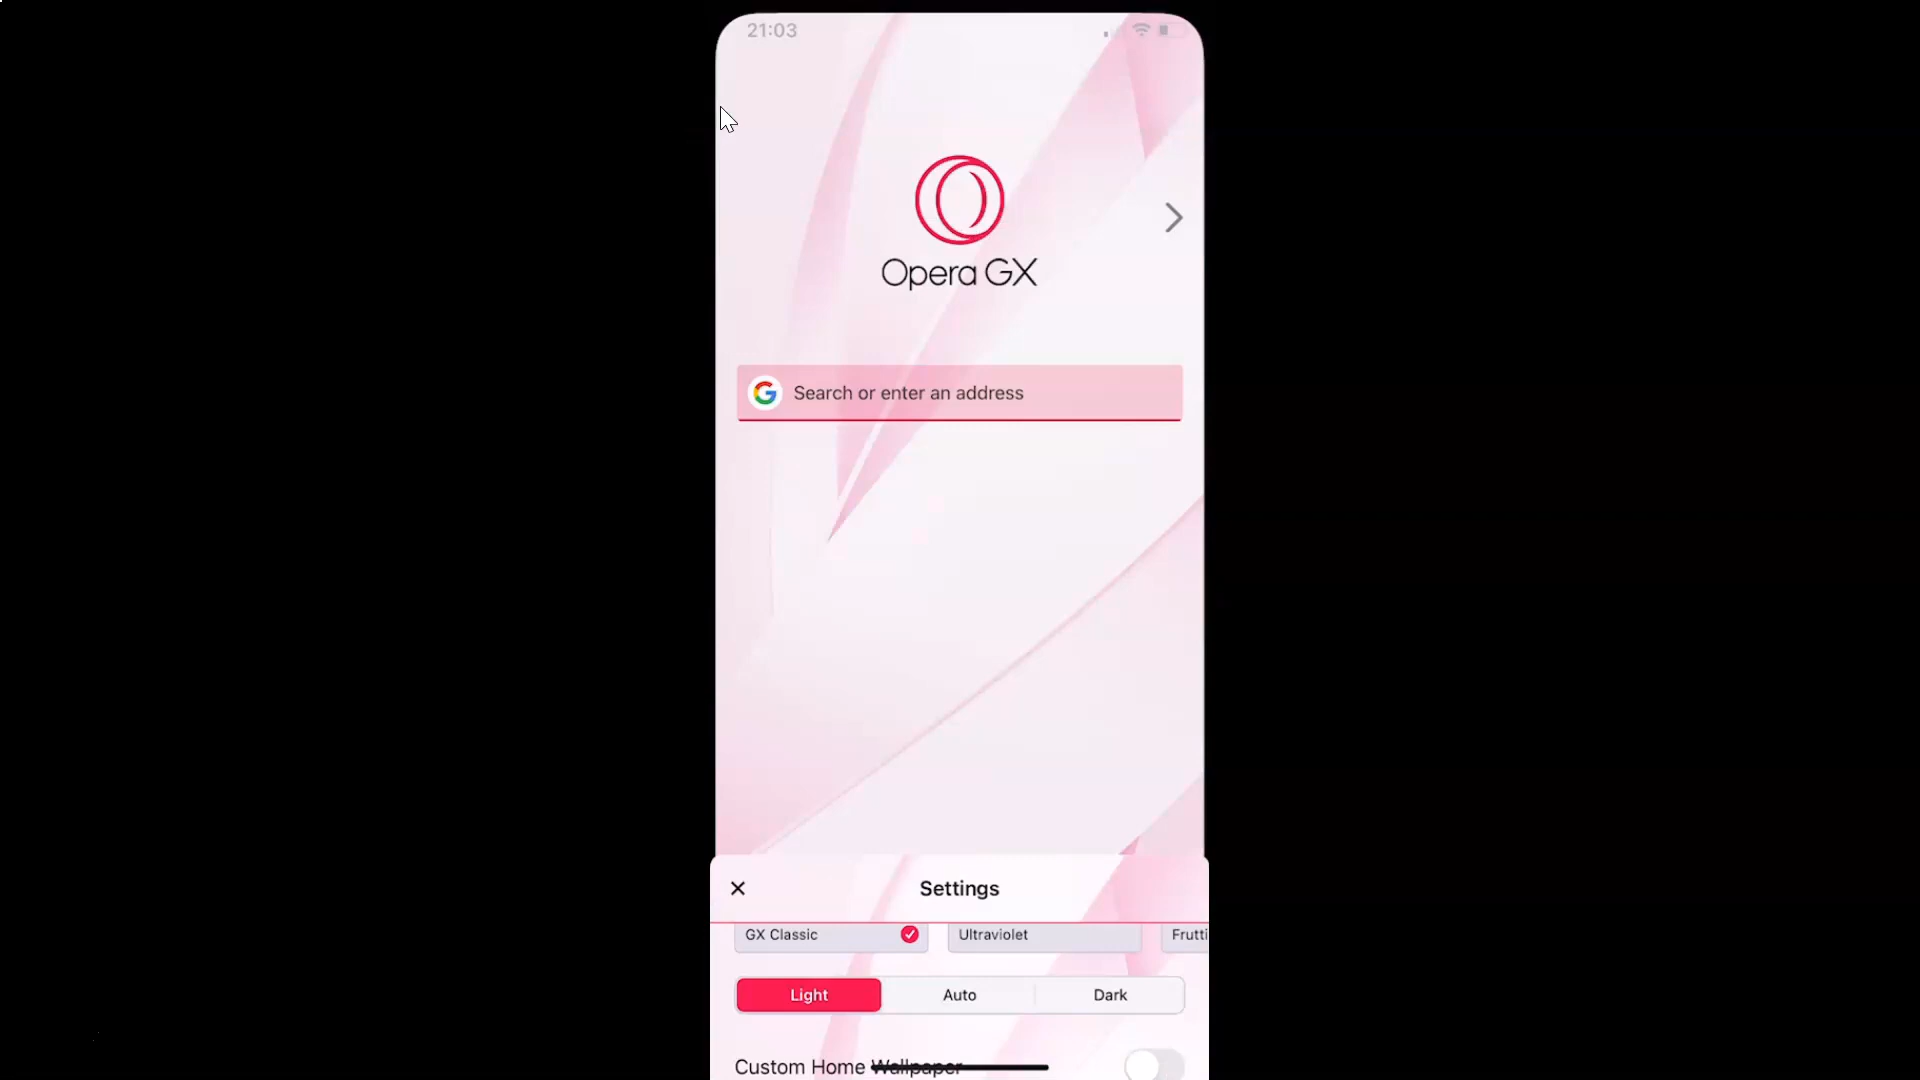 21:03
Opera GX
Search or enter an address
Settings
GX Classic
Ultraviolet
Frutti
Light
Auto
Dark
Custom Home Wallpaper